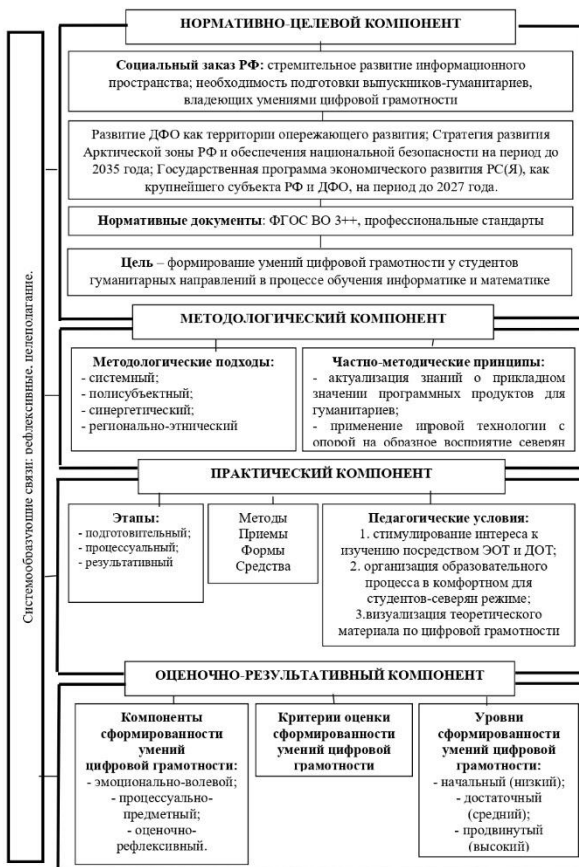 Системообразующие связи: рефлексивные, целеполагание.
НОРМАТИВНО-ЦЕЛЕВОЙ КОМПОНЕНТ
Социальный заказ РФ: стремительное развитие информационного
пространства; необходимость подготовки выпускников-гуманитариев,
владеющих умениями цифровой грамотности
Развитие ДФО как территории опережающего развития; Стратегия развития
Арктической зоны РФ и обеспечения национальной безопасности на период до
2035 года; Государственная программа экономического развития РС(Я), как
крупнейшего субъекта РФ и ДФО, на период до 2027 года.
Нормативные документы: ФГОС ВО 3++, профессиональные стандарты
Цель – формирование умений цифровой грамотности у студентов
гуманитарных направлений в процессе обучения информатике и математике
МЕТОДОЛОГИЧЕСКИЙ КОМПОНЕНТ
Методологические подходы:
- системный;
- полисубъектный;
- синергетический;
- регионально-этнический
Частно-методические принципы:
- актуализация знаний о прикладном
значении программных продуктов для
гуманитариев;
- применение игровой технологии с
опорой на образное восприятие северян
ПРАКТИЧЕСКИЙ КОМПОНЕНТ
Этапы:
- подготовительный;
- процессуальный;
- результативный
Методы
Приемы
Формы
Средства
Педагогические условия:
1. стимулирование интереса к
изучению посредством ЭОТ и ДОТ;
2. организация образовательного
процесса в комфортном для
студентов-северян режиме;
3.визуализация теоретического
материала по цифровой грамотности
ОЦЕНОЧНО-РЕЗУЛЬТАТИВНЫЙ КОМПОНЕНТ
Компоненты
сформированности
умений
цифровой грамотности:
- эмоционально-волевой;
- процессуально-
предметный;
- оценочно-
рефлексивный.
Критерии оценки
сформированности
умений цифровой
грамотности
Уровни
сформированности
умений цифровой
грамотности:
- начальный (низкий);
- достаточный
(средний);
- продвинутый
(высокий)